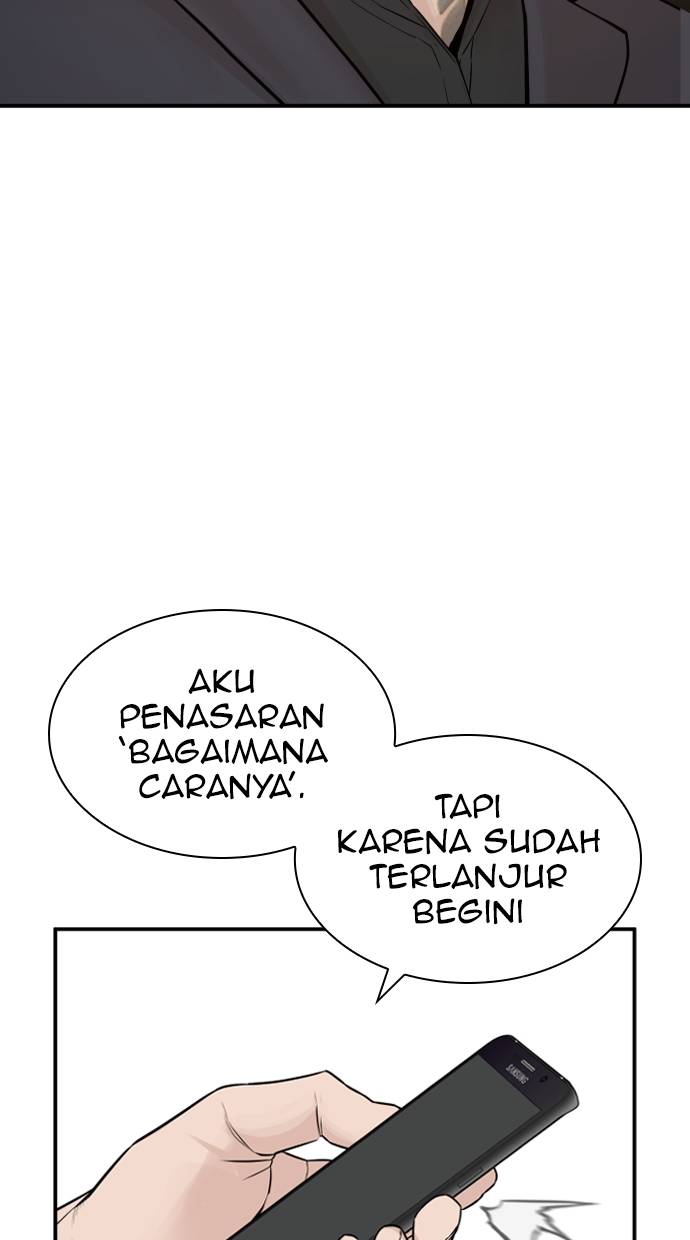 AKU
PENASARAN
‘BAGAIMANA
CARANYA’.
TAPI
KARENA SUDAH
TERLANJUR
BEGINI
SAMSUNG